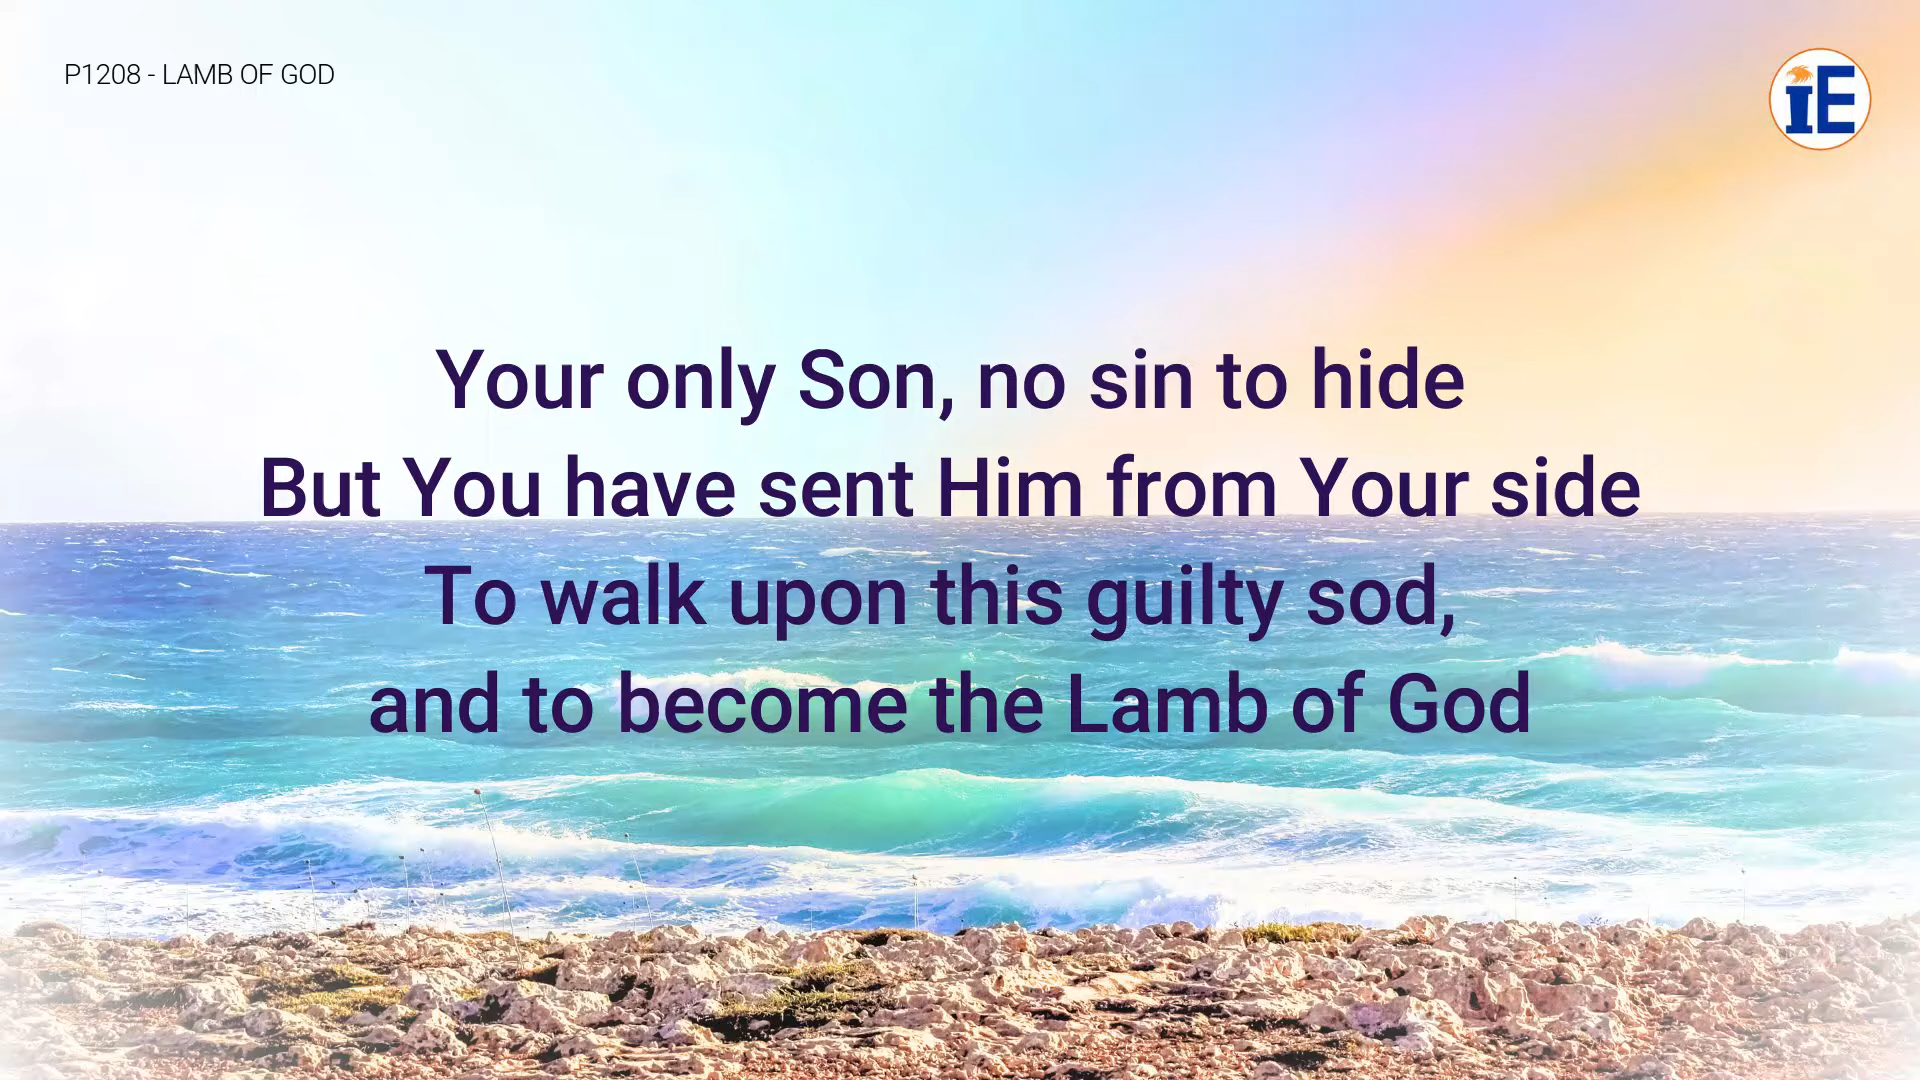 P1208 - LAMB OF GOD
iE
Your only Son, no sin to hide
But You have sent Him from Your side
To walk upon this guilty sod,
and to become the Lamb of God